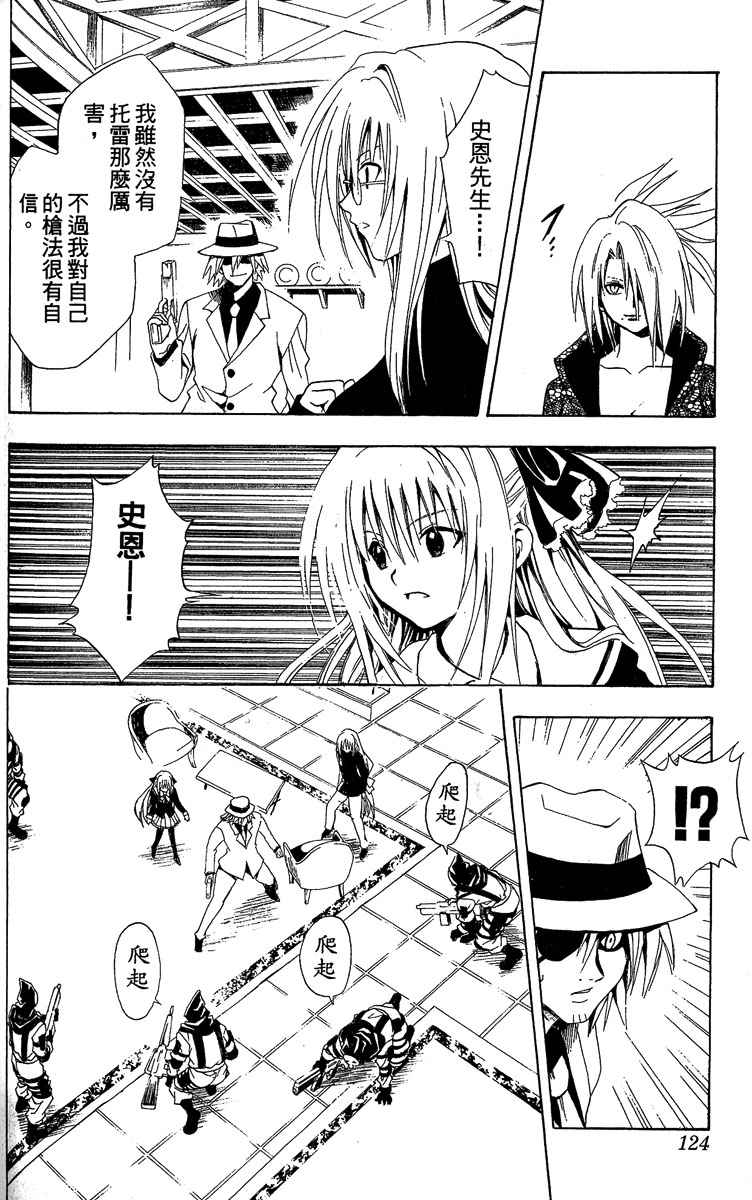 史恩先生…！
我雖然沒有
托雷那麼厲
害，
不過我對自己
的槍法很有自
信。
史恩—！
!?
爬起
爬起
爬起
124